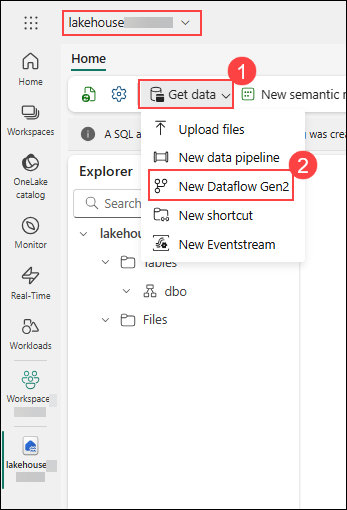 lakehouse
Home
1
Get data
New semantic
Upload files
A SQL a
u was crea
New data pipeline
2
Explorer
New Dataflow Gen2
Search
New shortcut
lakehou
New Eventstream
Tables
dbo
Files
Home
Workspaces
OneLake
catalog
Monitor
Real-Time
Workloads
Workspace
lakehouse